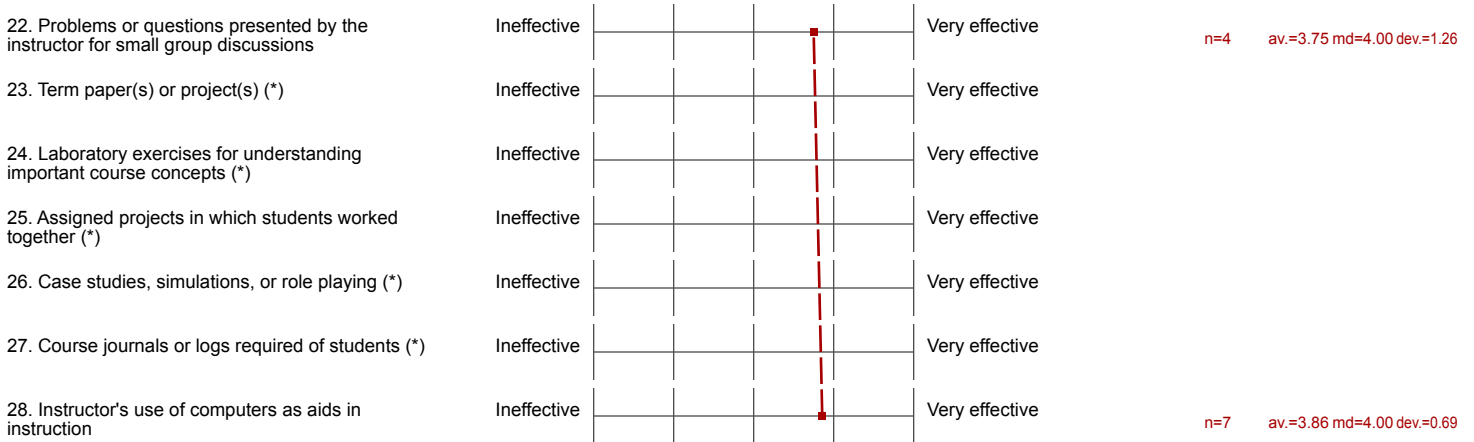 22. Problems or questions presented by the
instructor for small group discussions
Ineffective
Very effective
n=4 av.=3.75 md=4.00 dev.=1.26
23. Term paper(s) or project(s) (*)
Ineffective
Very effective
24. Laboratory exercises for understanding
important course concepts (*)
Ineffective
Very effective
25. Assigned projects in which students worked
together (*)
Ineffective
Very effective
26. Case studies, simulations, or role playing (*)
Ineffective
Very effective
27. Course journals or logs required of students (*)
Ineffective
Very effective
28. Instructor's use of computers as aids in
instruction
Ineffective
Very effective
n=7 av.=3.86 md=4.00 dev.=0.69